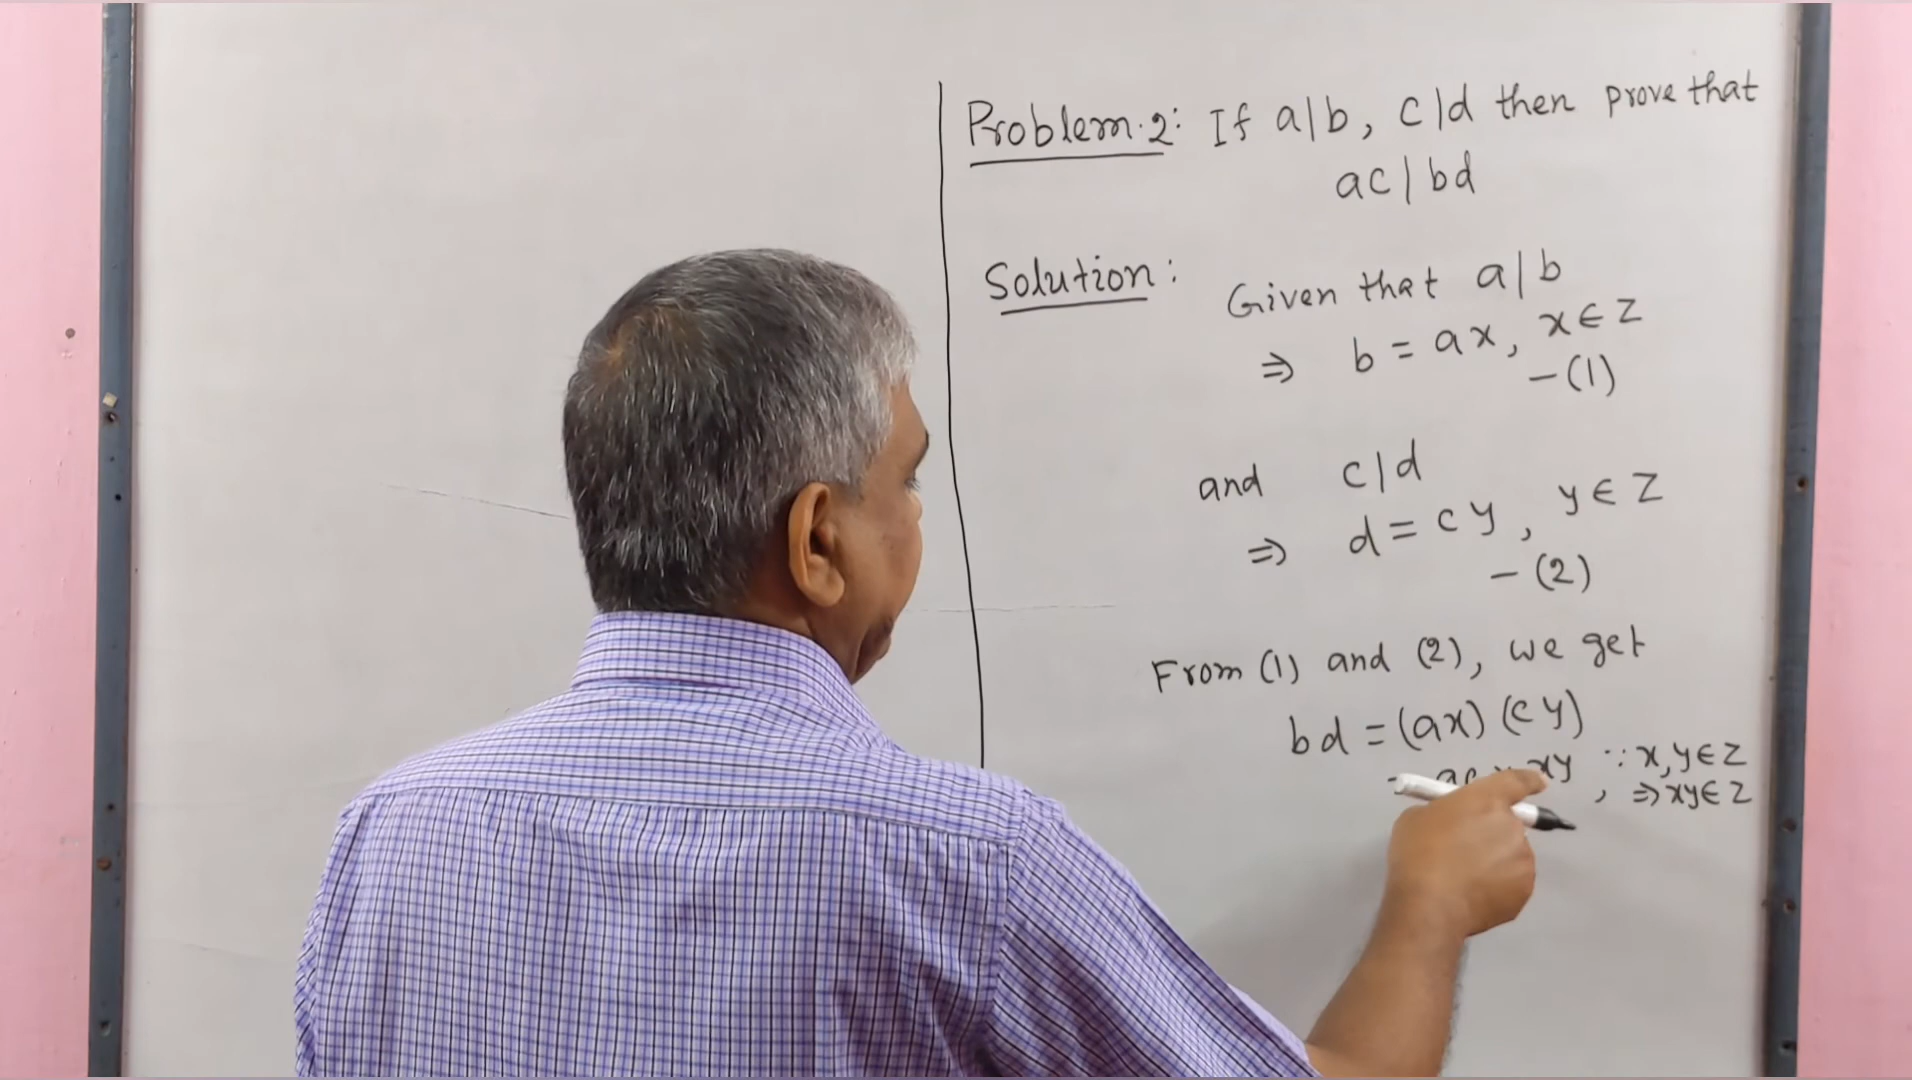 Problem.2: If a|b, c|d then prove that
ac|bd
Solution: Given that a|b
⇒ b = ax, x∈Z
-(1)
and c|d
⇒ d = cy, y∈Z
-(2)
From (1) and (2), we get
bd = (ax)(cy)
xy, ∵ x,y∈Z
⇒ xy∈Z